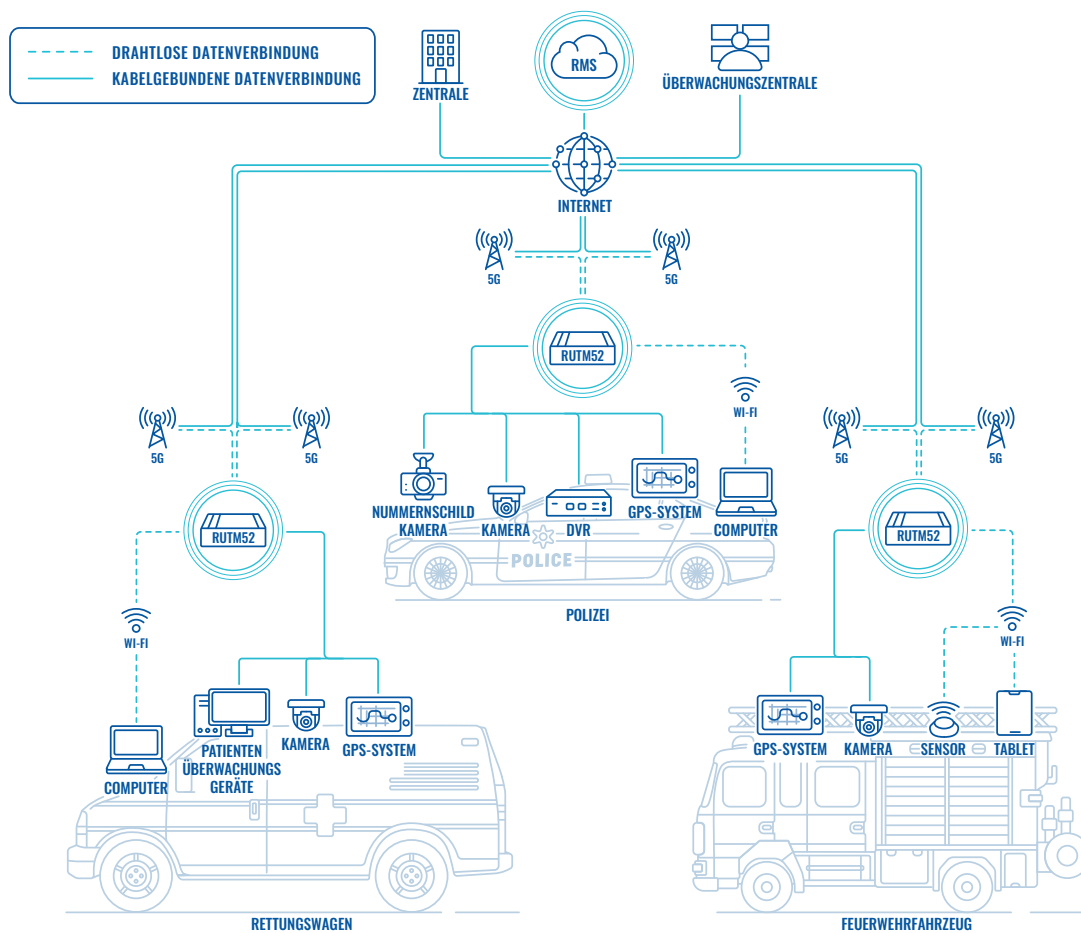 DRAHTLOSE DATENVERBINDUNG
KABELGEBUNDENE DATENVERBINDUNG
ZENTRALE
RMS
ÜBERWACHUNGSZENTRALE
INTERNET
5G
5G
RUTM52
WI-FI
NUMMERNSCHILD
KAMERA
KAMERA
DVR
GPS-SYSTEM
COMPUTER
POLICE
POLIZEI
5G
5G
RUTM52
WI-FI
COMPUTER
PATIENTEN
ÜBERWACHUNGS
GERÄTE
KAMERA
GPS-SYSTEM
RETTUNGSWAGEN
5G
5G
RUTM52
WI-FI
GPS-SYSTEM
KAMERA
SENSOR
TABLET
FEUERWEHRFAHRZEUG